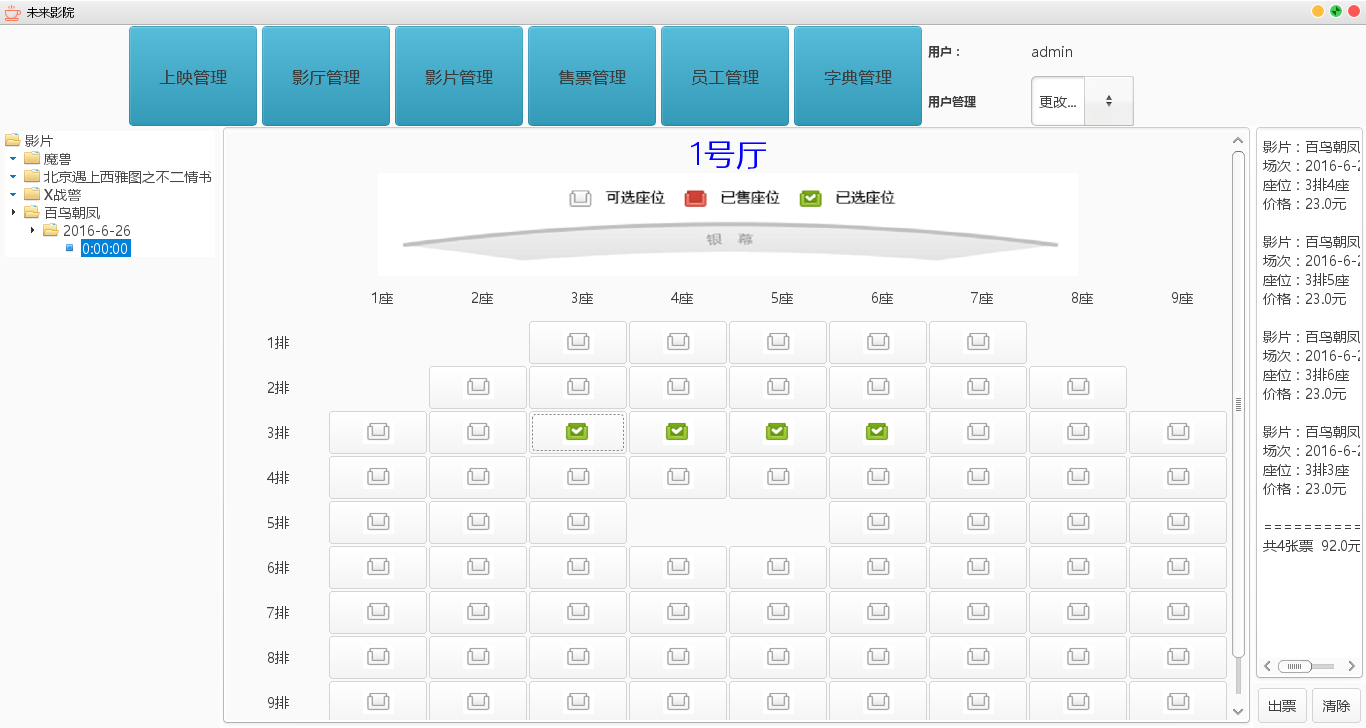 未来影院
上映管理 影厅管理 影片管理 售票管理 员工管理 字典管理
用户： admin
用户管理 更改...
影片
魔兽
北京遇上西雅图之不二情书
X战警
百鸟朝凤
2016-6-26
0:00:00
1号厅
可选座位 已售座位 已选座位
银 幕
1座 2座 3座 4座 5座 6座 7座 8座 9座
1排
2排
3排
4排
5排
6排
7排
8排
9排
影片：百鸟朝凤
场次：2016-6-2
座位：3排4座
价格：23.0元
影片：百鸟朝凤
场次：2016-6-2
座位：3排5座
价格：23.0元
影片：百鸟朝凤
场次：2016-6-2
座位：3排6座
价格：23.0元
影片：百鸟朝凤
场次：2016-6-2
座位：3排3座
价格：23.0元
==========
共4张票 92.0元
出票 清除